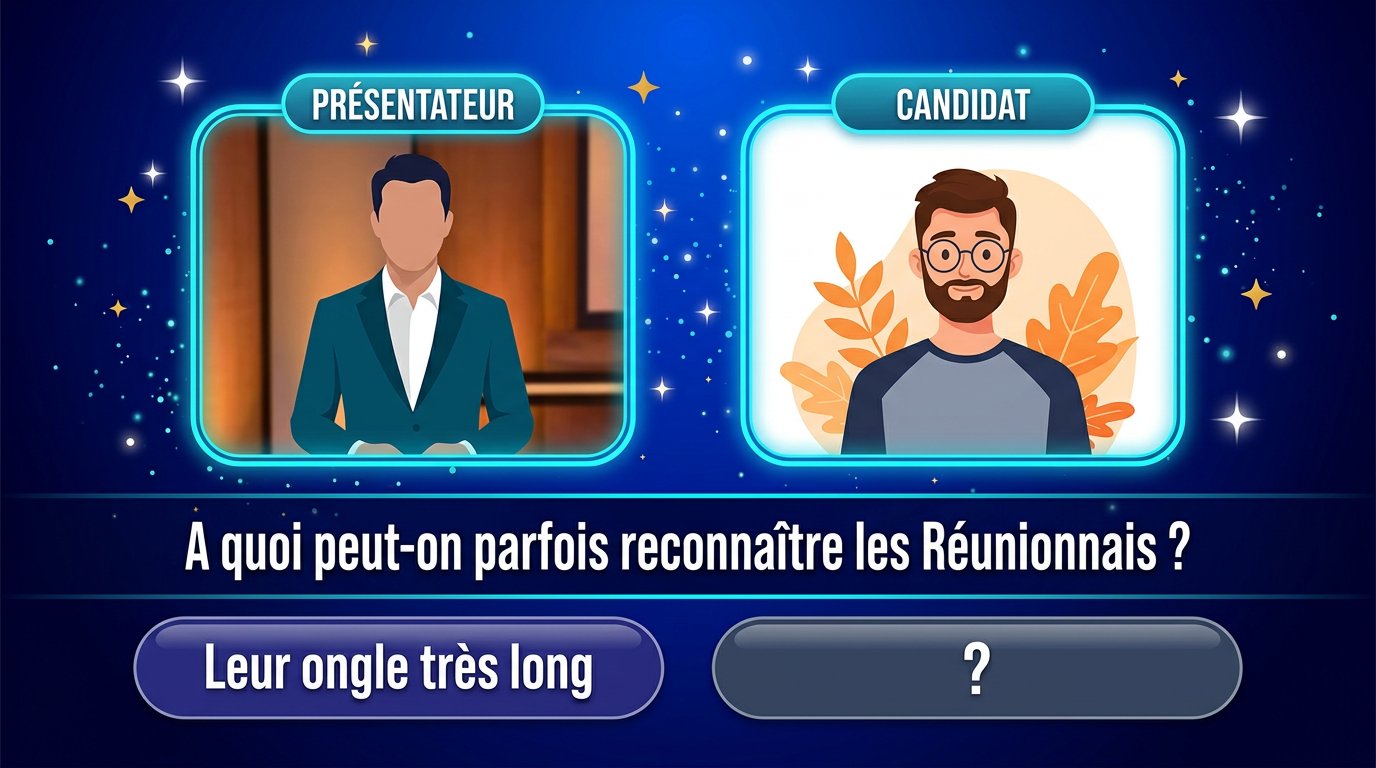 PRÉSENTATEUR
CANDIDAT
A quoi peut-on parfois reconnaître les Réunionnais ?
Leur ongle très long
?